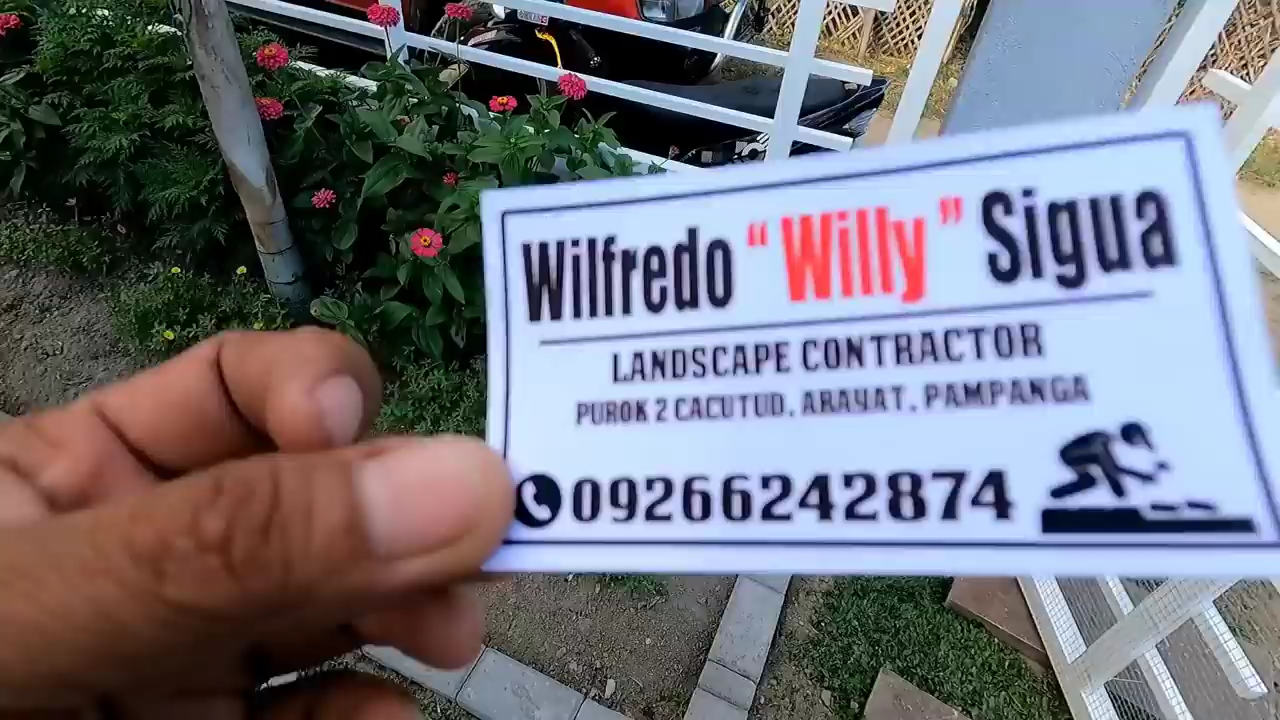 Wilfredo "Willy" Sigua
LANDSCAPE CONTRACTOR
PUROK 2 CACUTUD, ARAYAT, PAMPANGA
09266242874